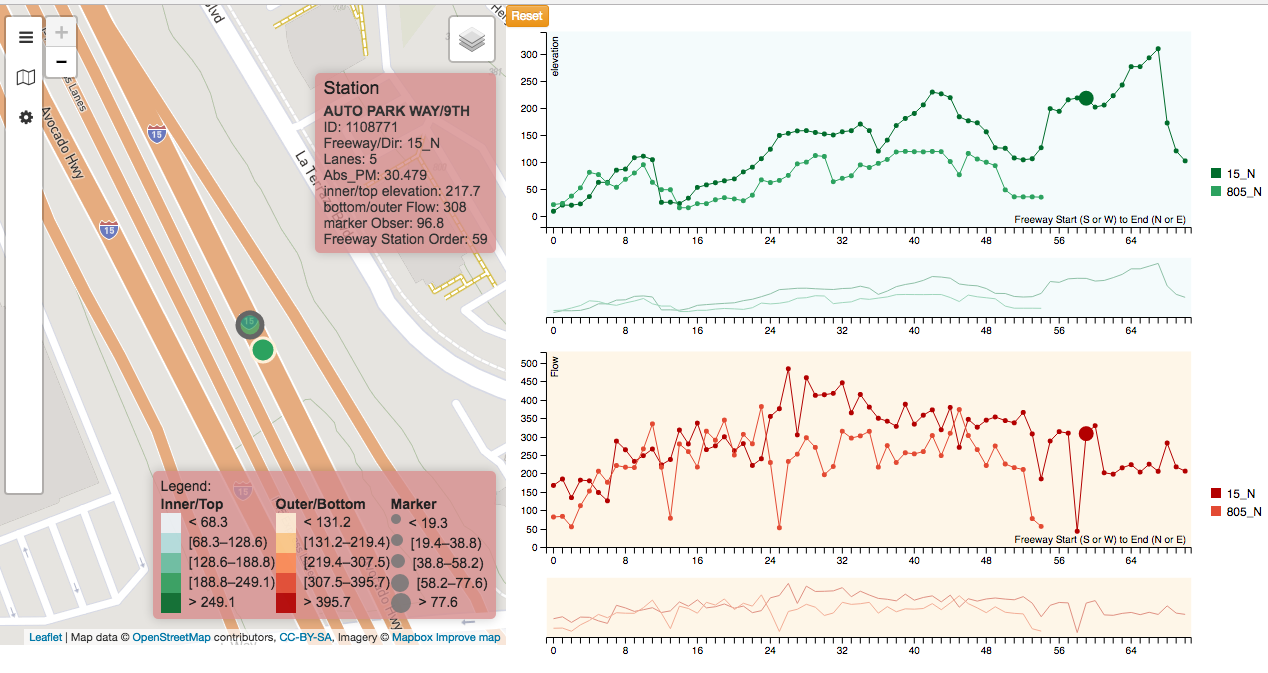 Reset
+
−
lvd
Her
s Lanes
Avocado Hwy
15
15
15
15
La Terraz
Station
AUTO PARK WAY/9TH
ID: 1108771
Freeway/Dir: 15_N
Lanes: 5
Abs_PM: 30.479
inner/top elevation: 217.7
bottom/outer Flow: 308
marker Obser: 96.8
Freeway Station Order: 59
Legend:
Inner/Top Outer/Bottom Marker
< 68.3 < 131.2 < 19.3
[68.3–128.6) [131.2–219.4) [19.4–38.8)
[128.6–188.8) [219.4–307.5) [38.8–58.2)
[188.8–249.1) [307.5–395.7) [58.2–77.6)
> 249.1 > 395.7 > 77.6
Leaflet | Map data © OpenStreetMap contributors, CC-BY-SA, Imagery © Mapbox Improve map
elevation
300
250
200
150
100
50
0
Freeway Start (S or W) to End (N or E)
0 8 16 24 32 40 48 56 64
15_N
805_N
0 8 16 24 32 40 48 56 64
Flow
500
450
400
350
300
250
200
150
100
50
0
Freeway Start (S or W) to End (N or E)
0 8 16 24 32 40 48 56 64
15_N
805_N
0 8 16 24 32 40 48 56 64